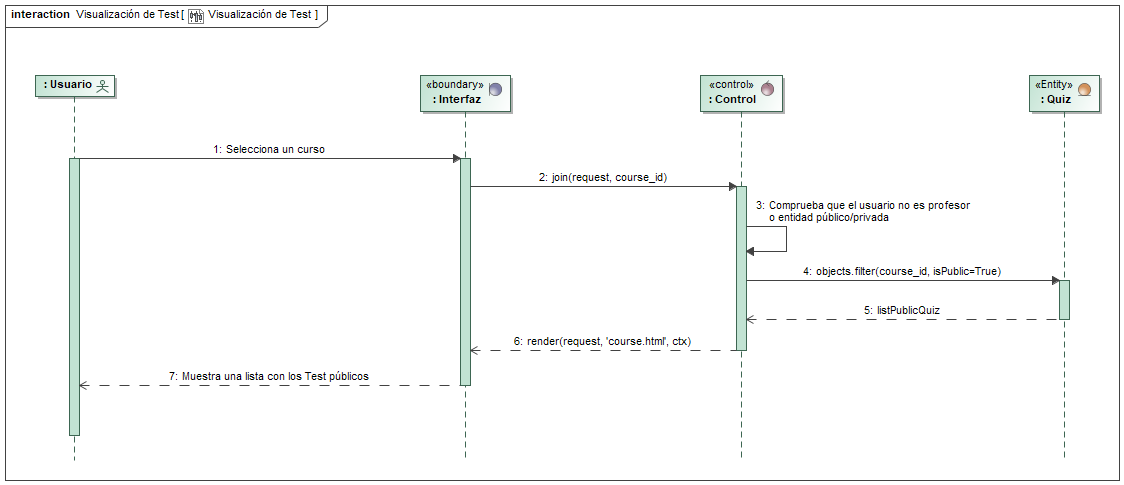 interaction Visualización de Test[ Visualización de Test ]
: Usuario
«boundary»
: Interfaz
«control»
: Control
«Entity»
: Quiz
1: Selecciona un curso
2: join(request, course_id)
3: Comprueba que el usuario no es profesor
o entidad público/privada
4: objects.filter(course_id, isPublic=True)
5: listPublicQuiz
6: render(request, 'course.html', ctx)
7: Muestra una lista con los Test públicos